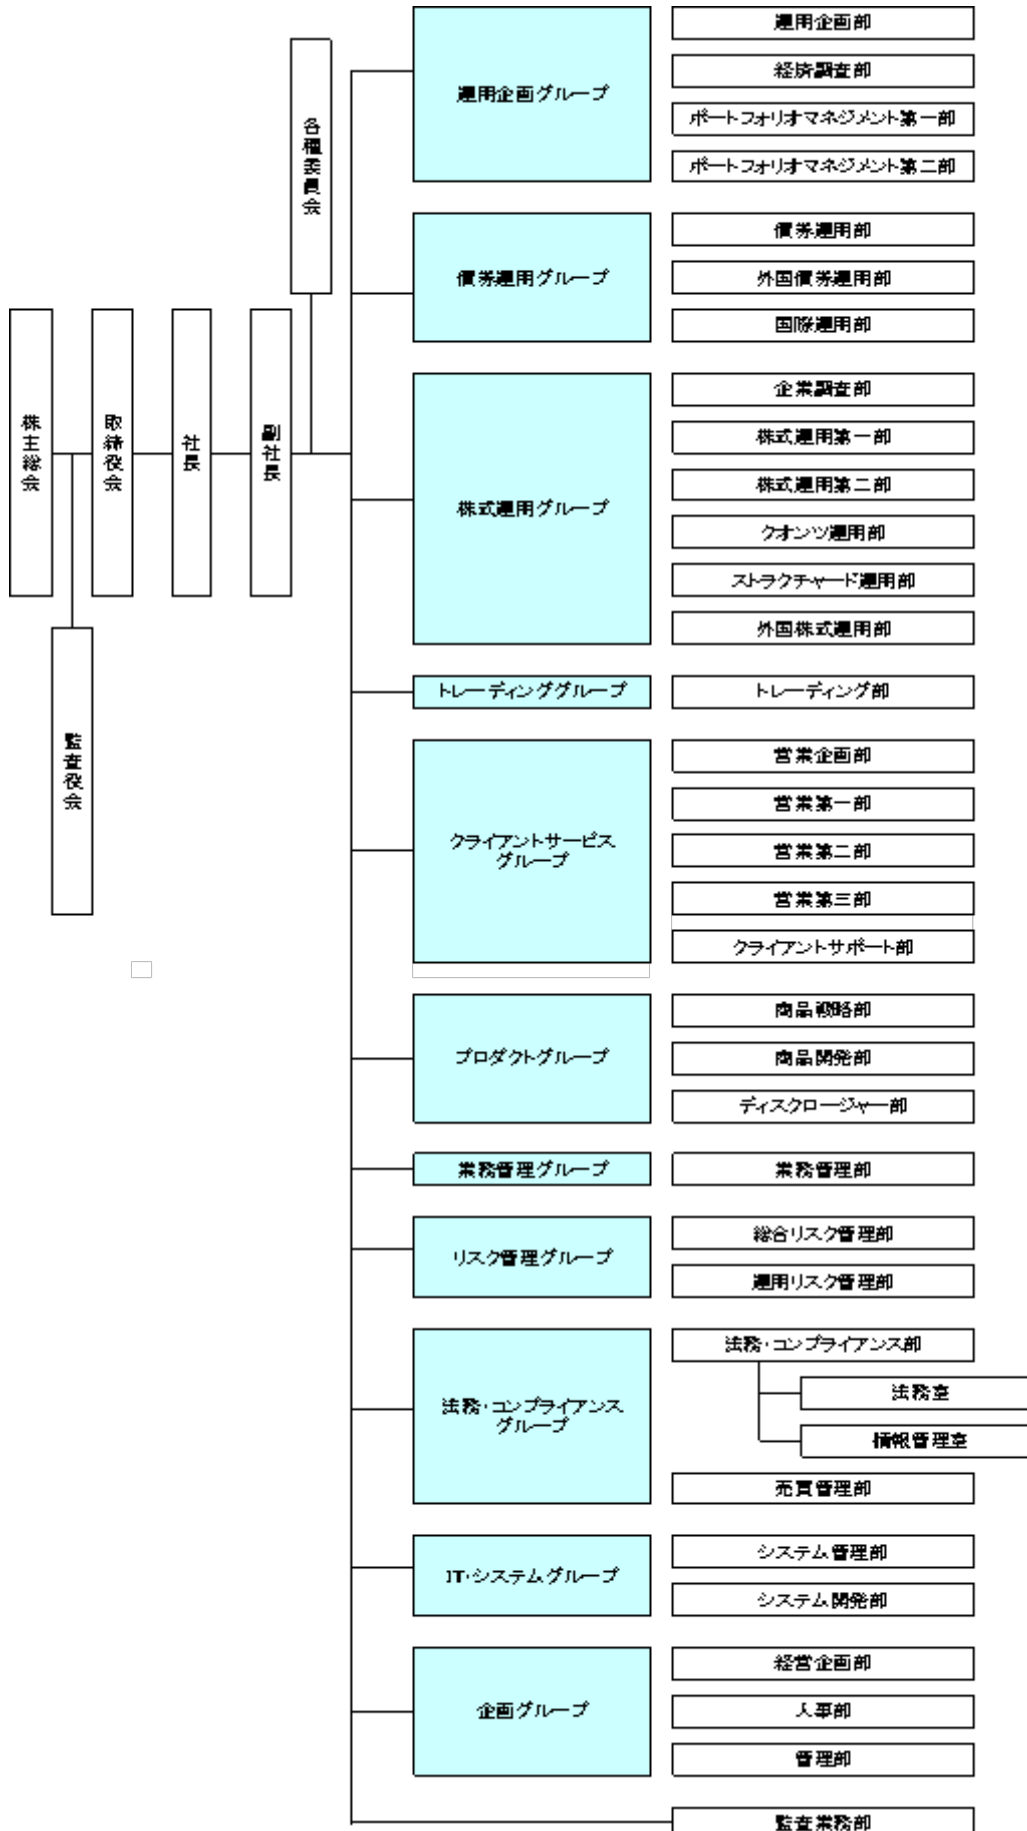 株主総会
監査役会
取締役会
社長
副社長
各種委員会
運用企画グループ
運用企画部
経済調査部
ポートフォリオマネジメント第一部
ポートフォリオマネジメント第二部
債券運用グループ
債券運用部
外国債券運用部
国際運用部
株式運用グループ
企業調査部
株式運用第一部
株式運用第二部
クオンツ運用部
ストラクチャード運用部
外国株式運用部
トレーディンググループ
トレーディング部
クライアントサービス
グループ
営業企画部
営業第一部
営業第二部
営業第三部
クライアントサポート部
プロダクトグループ
商品戦略部
商品開発部
ディスクロージャー部
業務管理グループ
業務管理部
リスク管理グループ
総合リスク管理部
運用リスク管理部
法務・コンプライアンス
グループ
法務・コンプライアンス部
法務室
情報管理室
売買管理部
IT・システムグループ
システム管理部
システム開発部
企画グループ
経営企画部
人事部
管理部
監査業務部